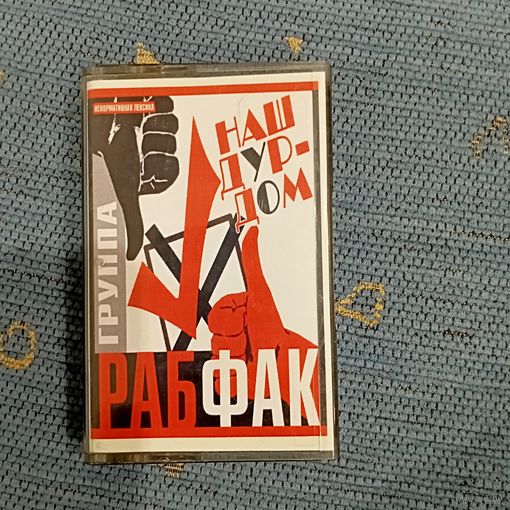 НЕНОРМАТИВНАЯ ЛЕКСИКА
НАШ
ДУР-
ДОМ
ГРУППА
РАБФАК